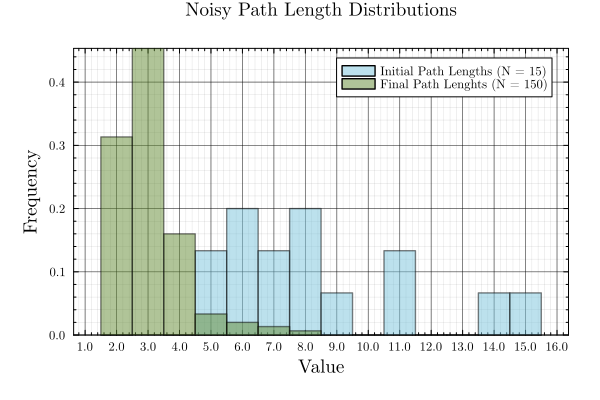 Noisy Path Length Distributions
Initial Path Lengths (N = 15)
Final Path Lenghts (N = 150)
Frequency
0.4
0.3
0.2
0.1
0.0
1.0 2.0 3.0 4.0 5.0 6.0 7.0 8.0 9.0 10.0 11.0 12.0 13.0 14.0 15.0 16.0
Value